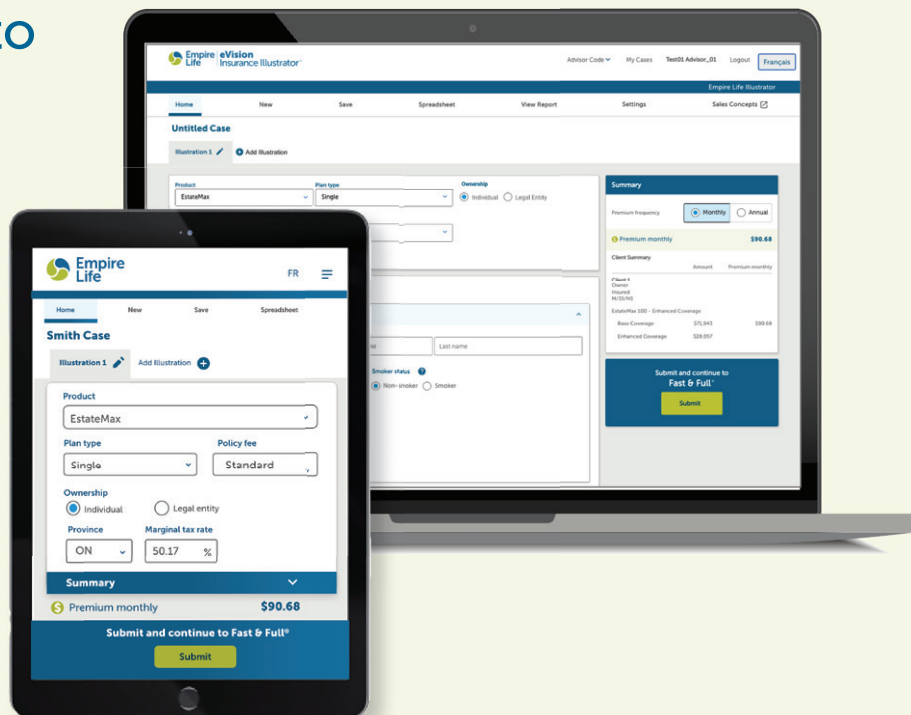 Empire Life
eVision
Insurance Illustrator
Advisor Code
My Cases
Test01 Advisor_01
Logout
Français
Empire Life Illustrator
Home
New
Save
Spreadsheet
View Report
Settings
Sales Concepts
Untitled Case
Illustration 1
Add Illustration
Product
Plan type
Ownership
EstateMax
Single
Individual
Legal Entity
Last name
Smoker status
Non-smoker
Smoker
Summary
Premium frequency
Monthly
Annual
Premium monthly
$90.68
Client Summary
Amount
Premium monthly
Client 1
Owner
Insured
EstateMax 100 - Enhanced Coverage
Base Coverage
$71,943
$90.68
Enhanced Coverage
$28,057
Submit and continue to
Fast & Full
Submit
Empire
Life
FR
Home
New
Save
Spreadsheet
Smith Case
Illustration 1
Add Illustration
Product
EstateMax
Plan type
Policy fee
Single
Standard
Ownership
Individual
Legal entity
Province
Marginal tax rate
ON
50.17 %
Summary
Premium monthly
$90.68
Submit and continue to Fast & Full®
Submit